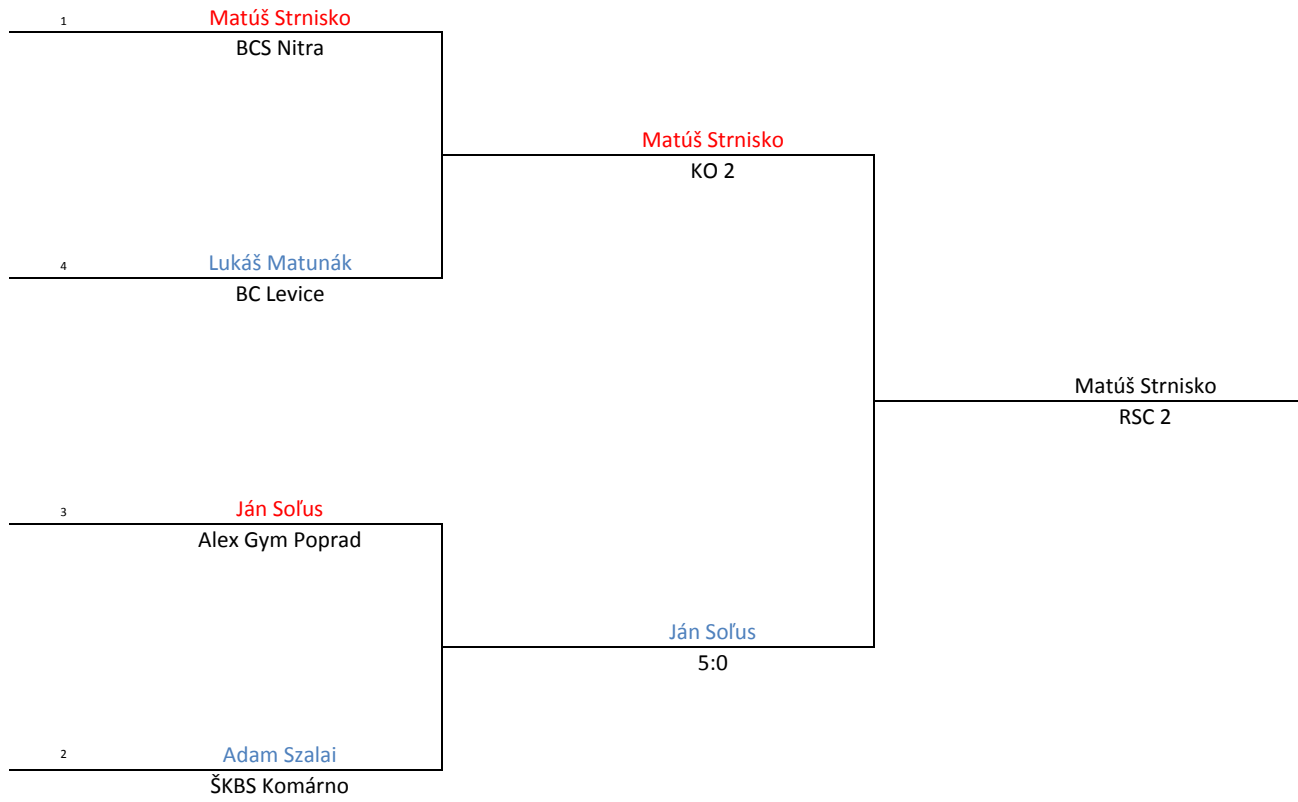 1 Matúš Strnisko
BCS Nitra
Matúš Strnisko
KO 2
4 Lukáš Matunák
BC Levice
Matúš Strnisko
RSC 2
3 Ján Soľus
Alex Gym Poprad
Ján Soľus
5:0
2 Adam Szalai
ŠKBS Komárno